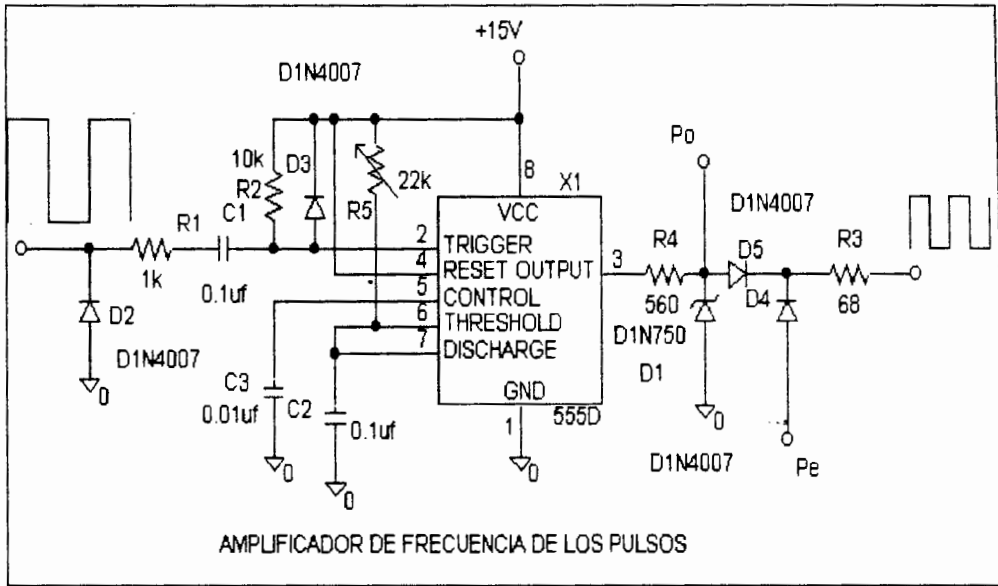 +15V
D1N4007
Po
10k
R2
D3
R5
22k
8
X1
VCC
D1N4007
R1
C1
2
TRIGGER
R4
D5
R3
4
RESET OUTPUT
3
1k
0.1uf
5
CONTROL
560
D4
68
D2
6
THRESHOLD
D1N750
7
DISCHARGE
D1
D1N4007
C3
C2
GND
0.01uf
0.1uf
1
555D
0
0
0
0
0
D1N4007
Pe
AMPLIFICADOR DE FRECUENCIA DE LOS PULSOS